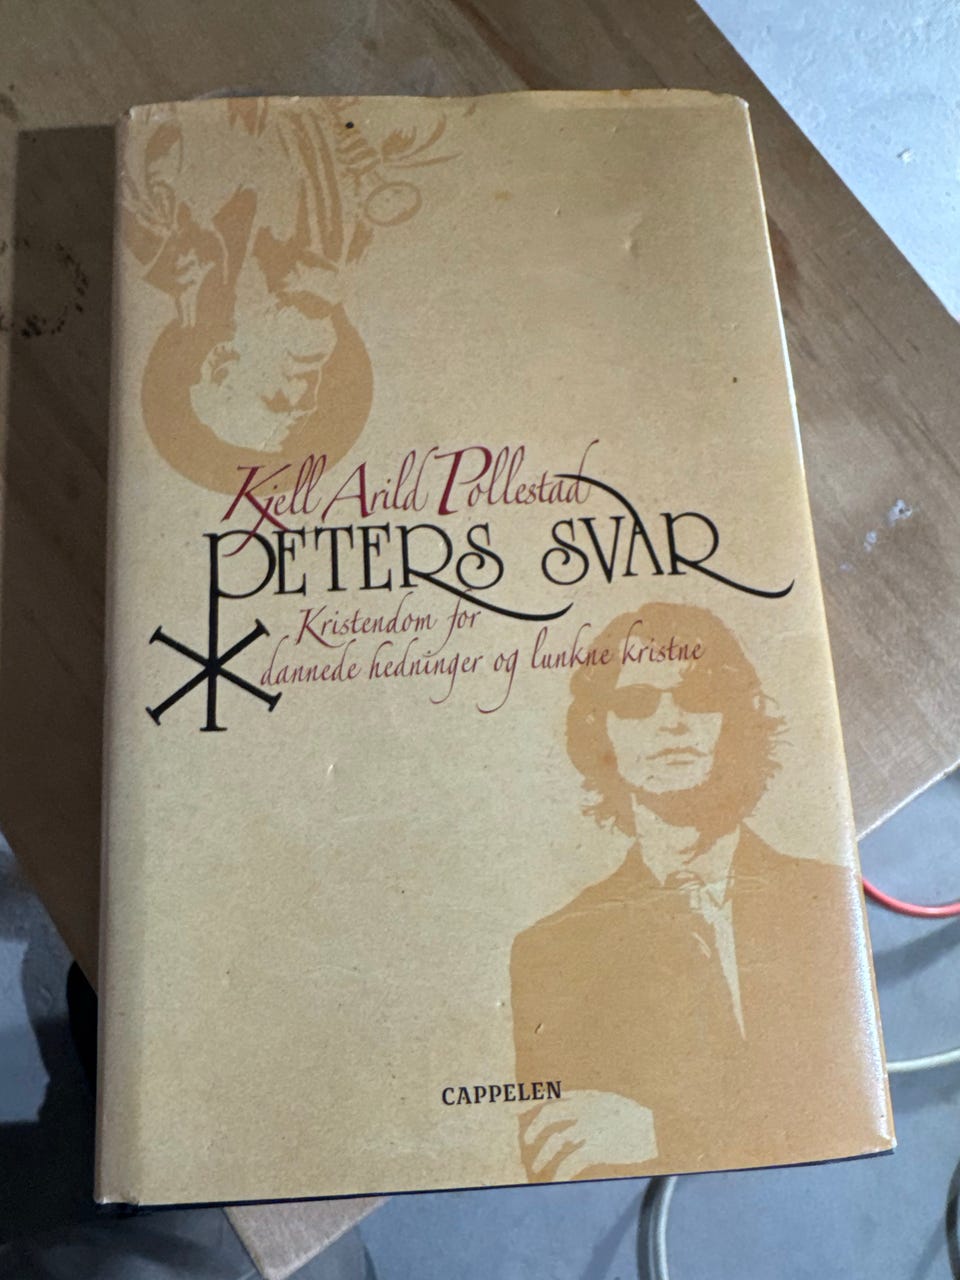 Kjell Arild Pollestad
PETERS SVAR
Kristendom for
dannede hedninger og lunkne kristne
CAPPELEN